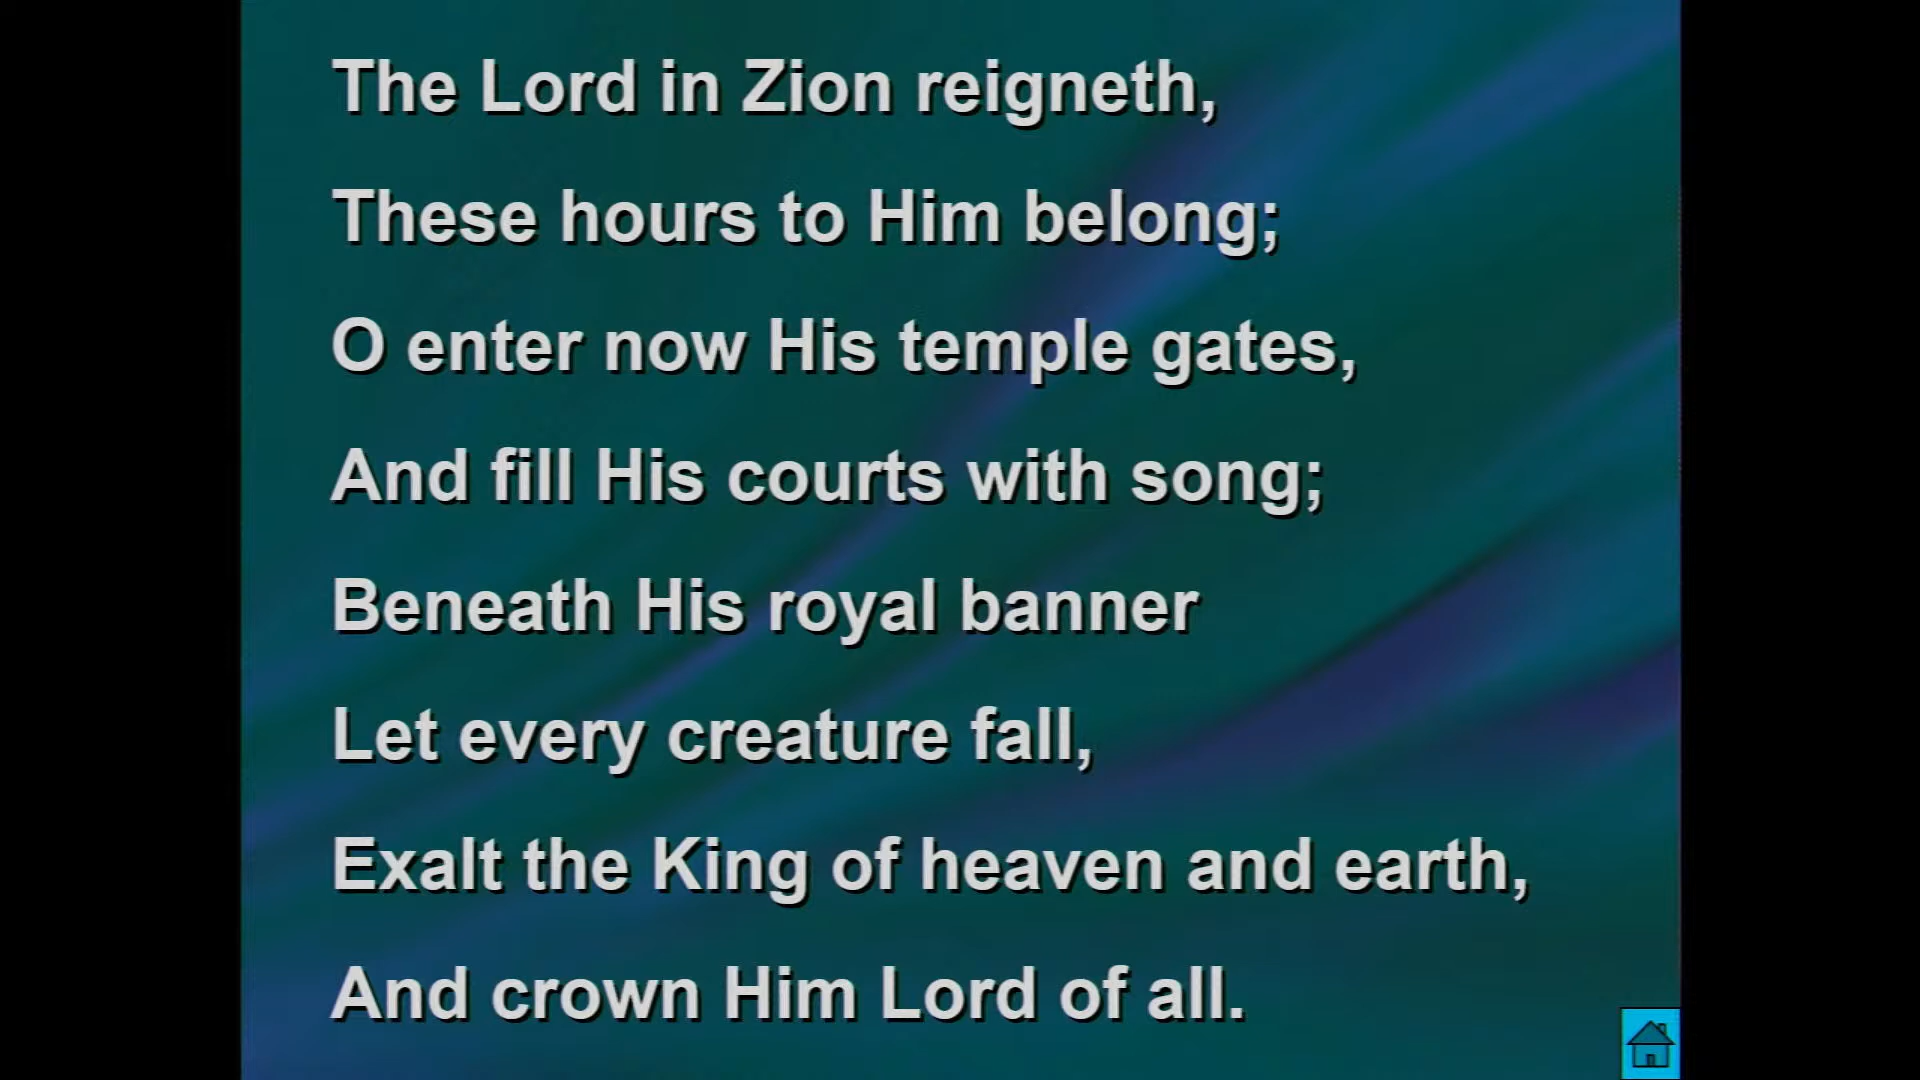 The Lord in Zion reigneth,
These hours to Him belong;
O enter now His temple gates,
And fill His courts with song;
Beneath His royal banner
Let every creature fall,
Exalt the King of heaven and earth,
And crown Him Lord of all.